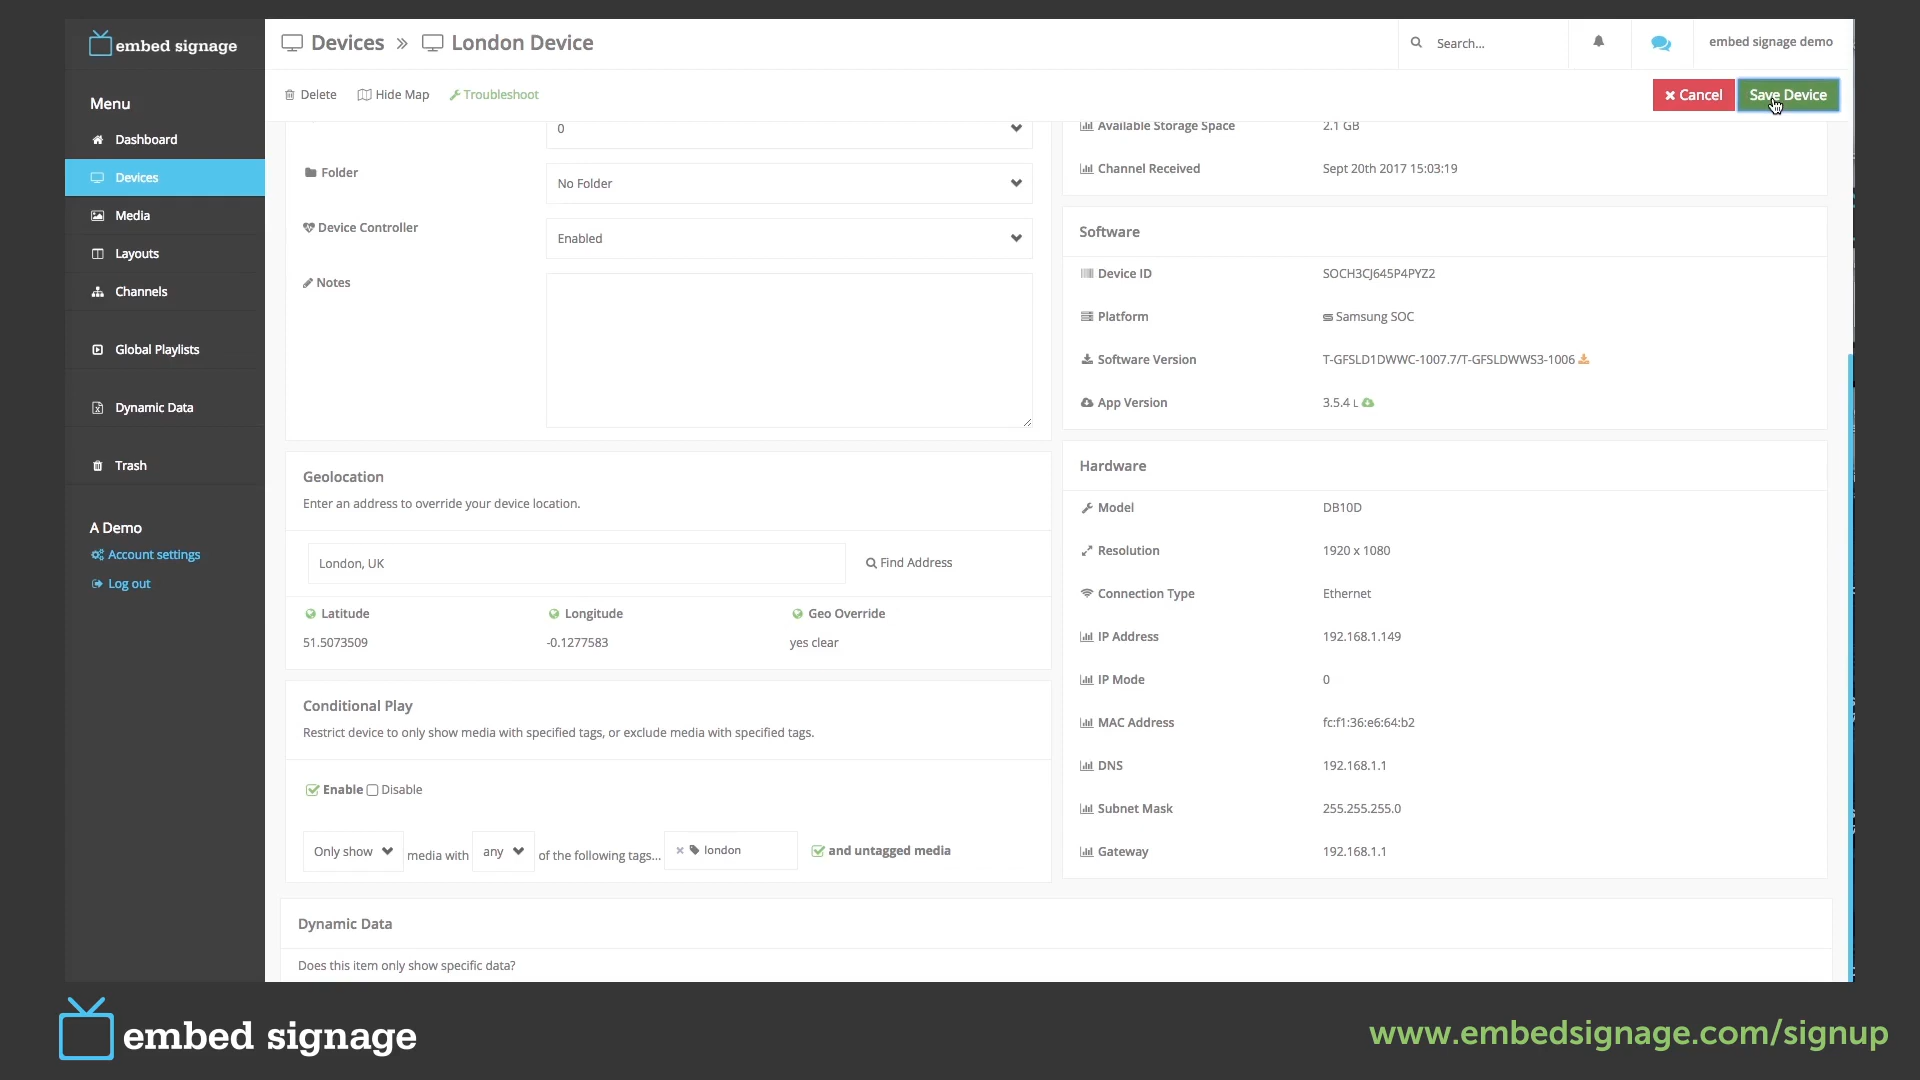 embed signage
Devices » London Device
Search...
embed signage demo
Delete Hide Map Troubleshoot
Cancel Save Device
Menu
Dashboard
Devices
Media
Layouts
Channels
Global Playlists
Dynamic Data
Trash
A Demo
Account settings
Log out
0
Folder No Folder
Device Controller Enabled
Notes
Geolocation
Enter an address to override your device location.
London, UK Find Address
Latitude Longitude Geo Override
51.5073509 -0.1277583 yes clear
Conditional Play
Restrict device to only show media with specified tags, or exclude media with specified tags.
Enable Disable
Only show media with any of the following tags... × london and untagged media
Available Storage Space 2.1 GB
Channel Received Sept 20th 2017 15:03:19
Software
Device ID SOCH3CJ645P4PYZ2
Platform Samsung SOC
Software Version T-GFSLD1DWWC-1007.7/T-GFSLDWWS3-1006
App Version 3.5.4 L
Hardware
Model DB10D
Resolution 1920 x 1080
Connection Type Ethernet
IP Address 192.168.1.149
IP Mode 0
MAC Address fc:f1:36:e6:64:b2
DNS 192.168.1.1
Subnet Mask 255.255.255.0
Gateway 192.168.1.1
Dynamic Data
Does this item only show specific data?
embed signage
www.embedsignage.com/signup